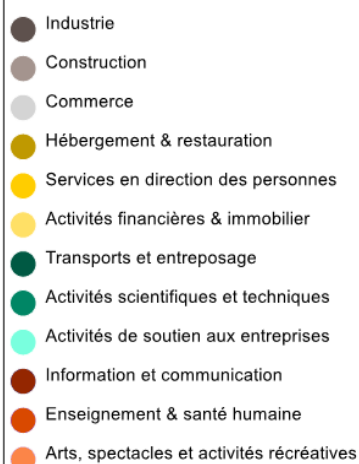 Industrie
Construction
Commerce
Hébergement & restauration
Services en direction des personnes
Activités financières & immobilier
Transports et entreposage
Activités scientifiques et techniques
Activités de soutien aux entreprises
Information et communication
Enseignement & santé humaine
Arts, spectacles et activités récréatives